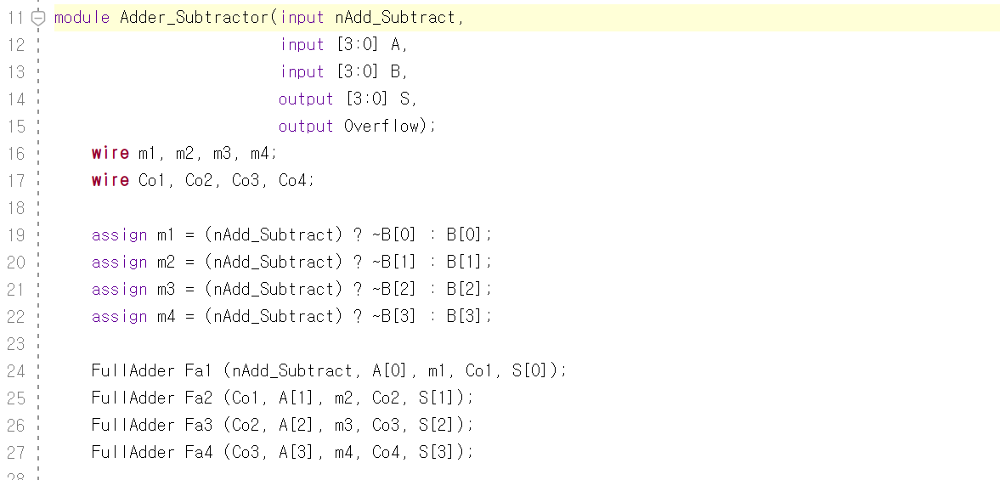 11 module Adder_Subtractor(input nAdd_Subtract,
12 input [3:0] A,
13 input [3:0] B,
14 output [3:0] S,
15 output Overflow);
16 wire m1, m2, m3, m4;
17 wire Co1, Co2, Co3, Co4;
18
19 assign m1 = (nAdd_Subtract) ? ~B[0] : B[0];
20 assign m2 = (nAdd_Subtract) ? ~B[1] : B[1];
21 assign m3 = (nAdd_Subtract) ? ~B[2] : B[2];
22 assign m4 = (nAdd_Subtract) ? ~B[3] : B[3];
23
24 FullAdder Fa1 (nAdd_Subtract, A[0], m1, Co1, S[0]);
25 FullAdder Fa2 (Co1, A[1], m2, Co2, S[1]);
26 FullAdder Fa3 (Co2, A[2], m3, Co3, S[2]);
27 FullAdder Fa4 (Co3, A[3], m4, Co4, S[3]);
28